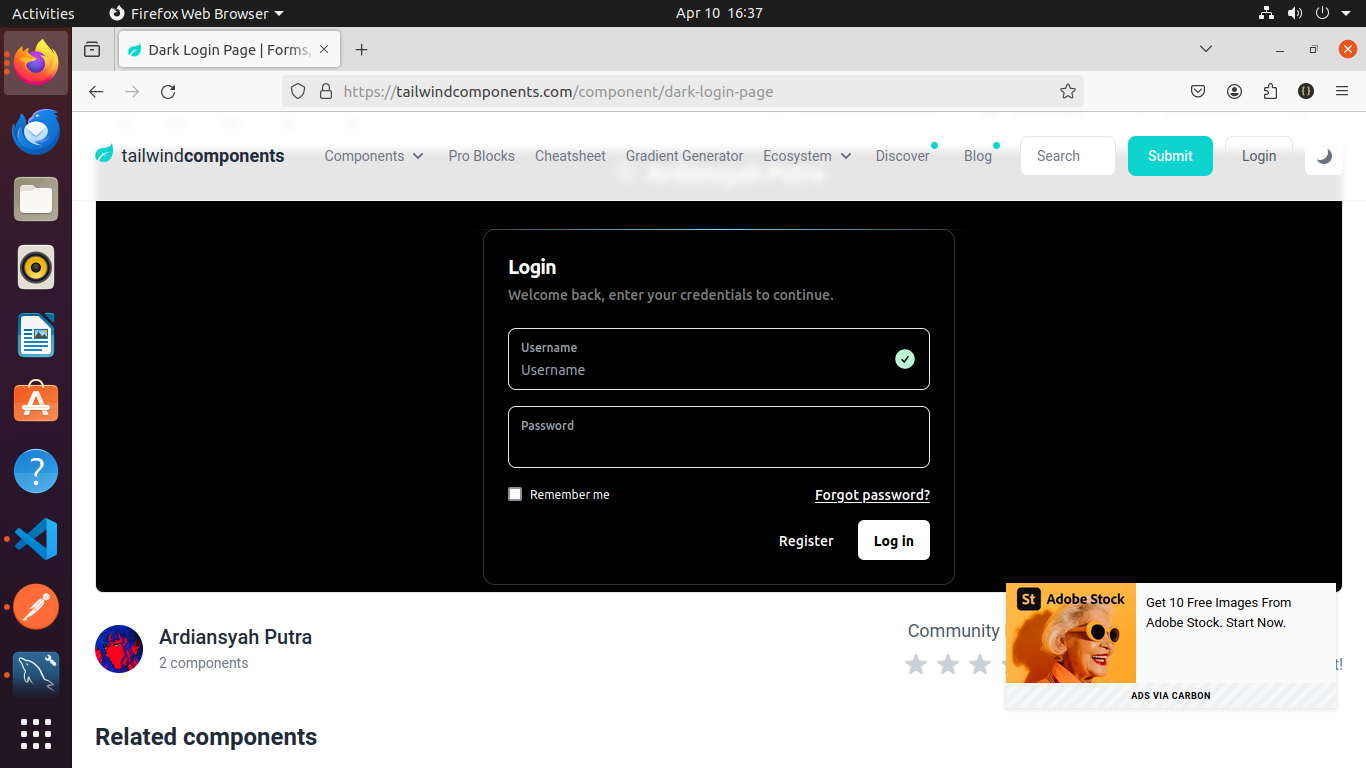 Activities
Firefox Web Browser
Apr 10 16:37
Dark Login Page | Forms,
https://tailwindcomponents.com/component/dark-login-page
tailwindcomponents
Components
Pro Blocks
Cheatsheet
Gradient Generator
Ecosystem
Discover
Blog
Search
Submit
Login
Ardiansyah Putra
Login
Welcome back, enter your credentials to continue.
Username
Username
Password
Remember me
Forgot password?
Register
Log in
Ardiansyah Putra
2 components
Community
St Adobe Stock
Get 10 Free Images From
Adobe Stock. Start Now.
ADS VIA CARBON
Related components